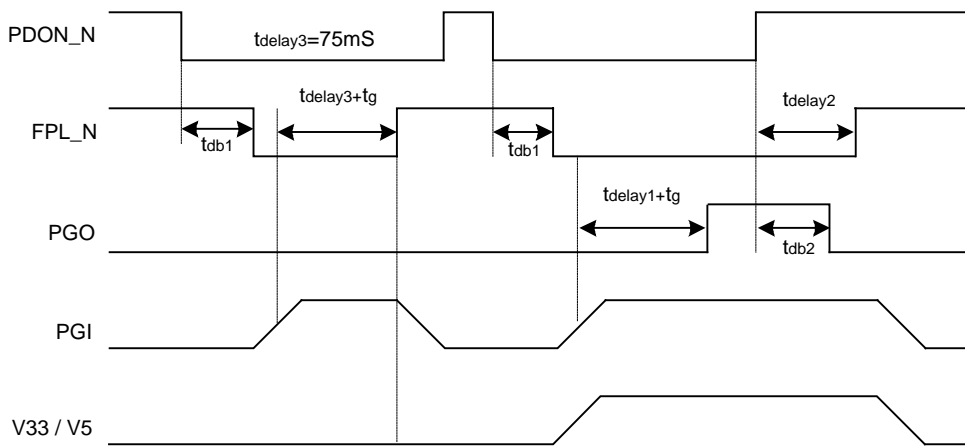 PDON_N
tdelay3=75mS
tdelay3+tg
tdelay2
FPL_N
tdb1
tdb1
tdelay1+tg
PGO
tdb2
PGI
V33 / V5